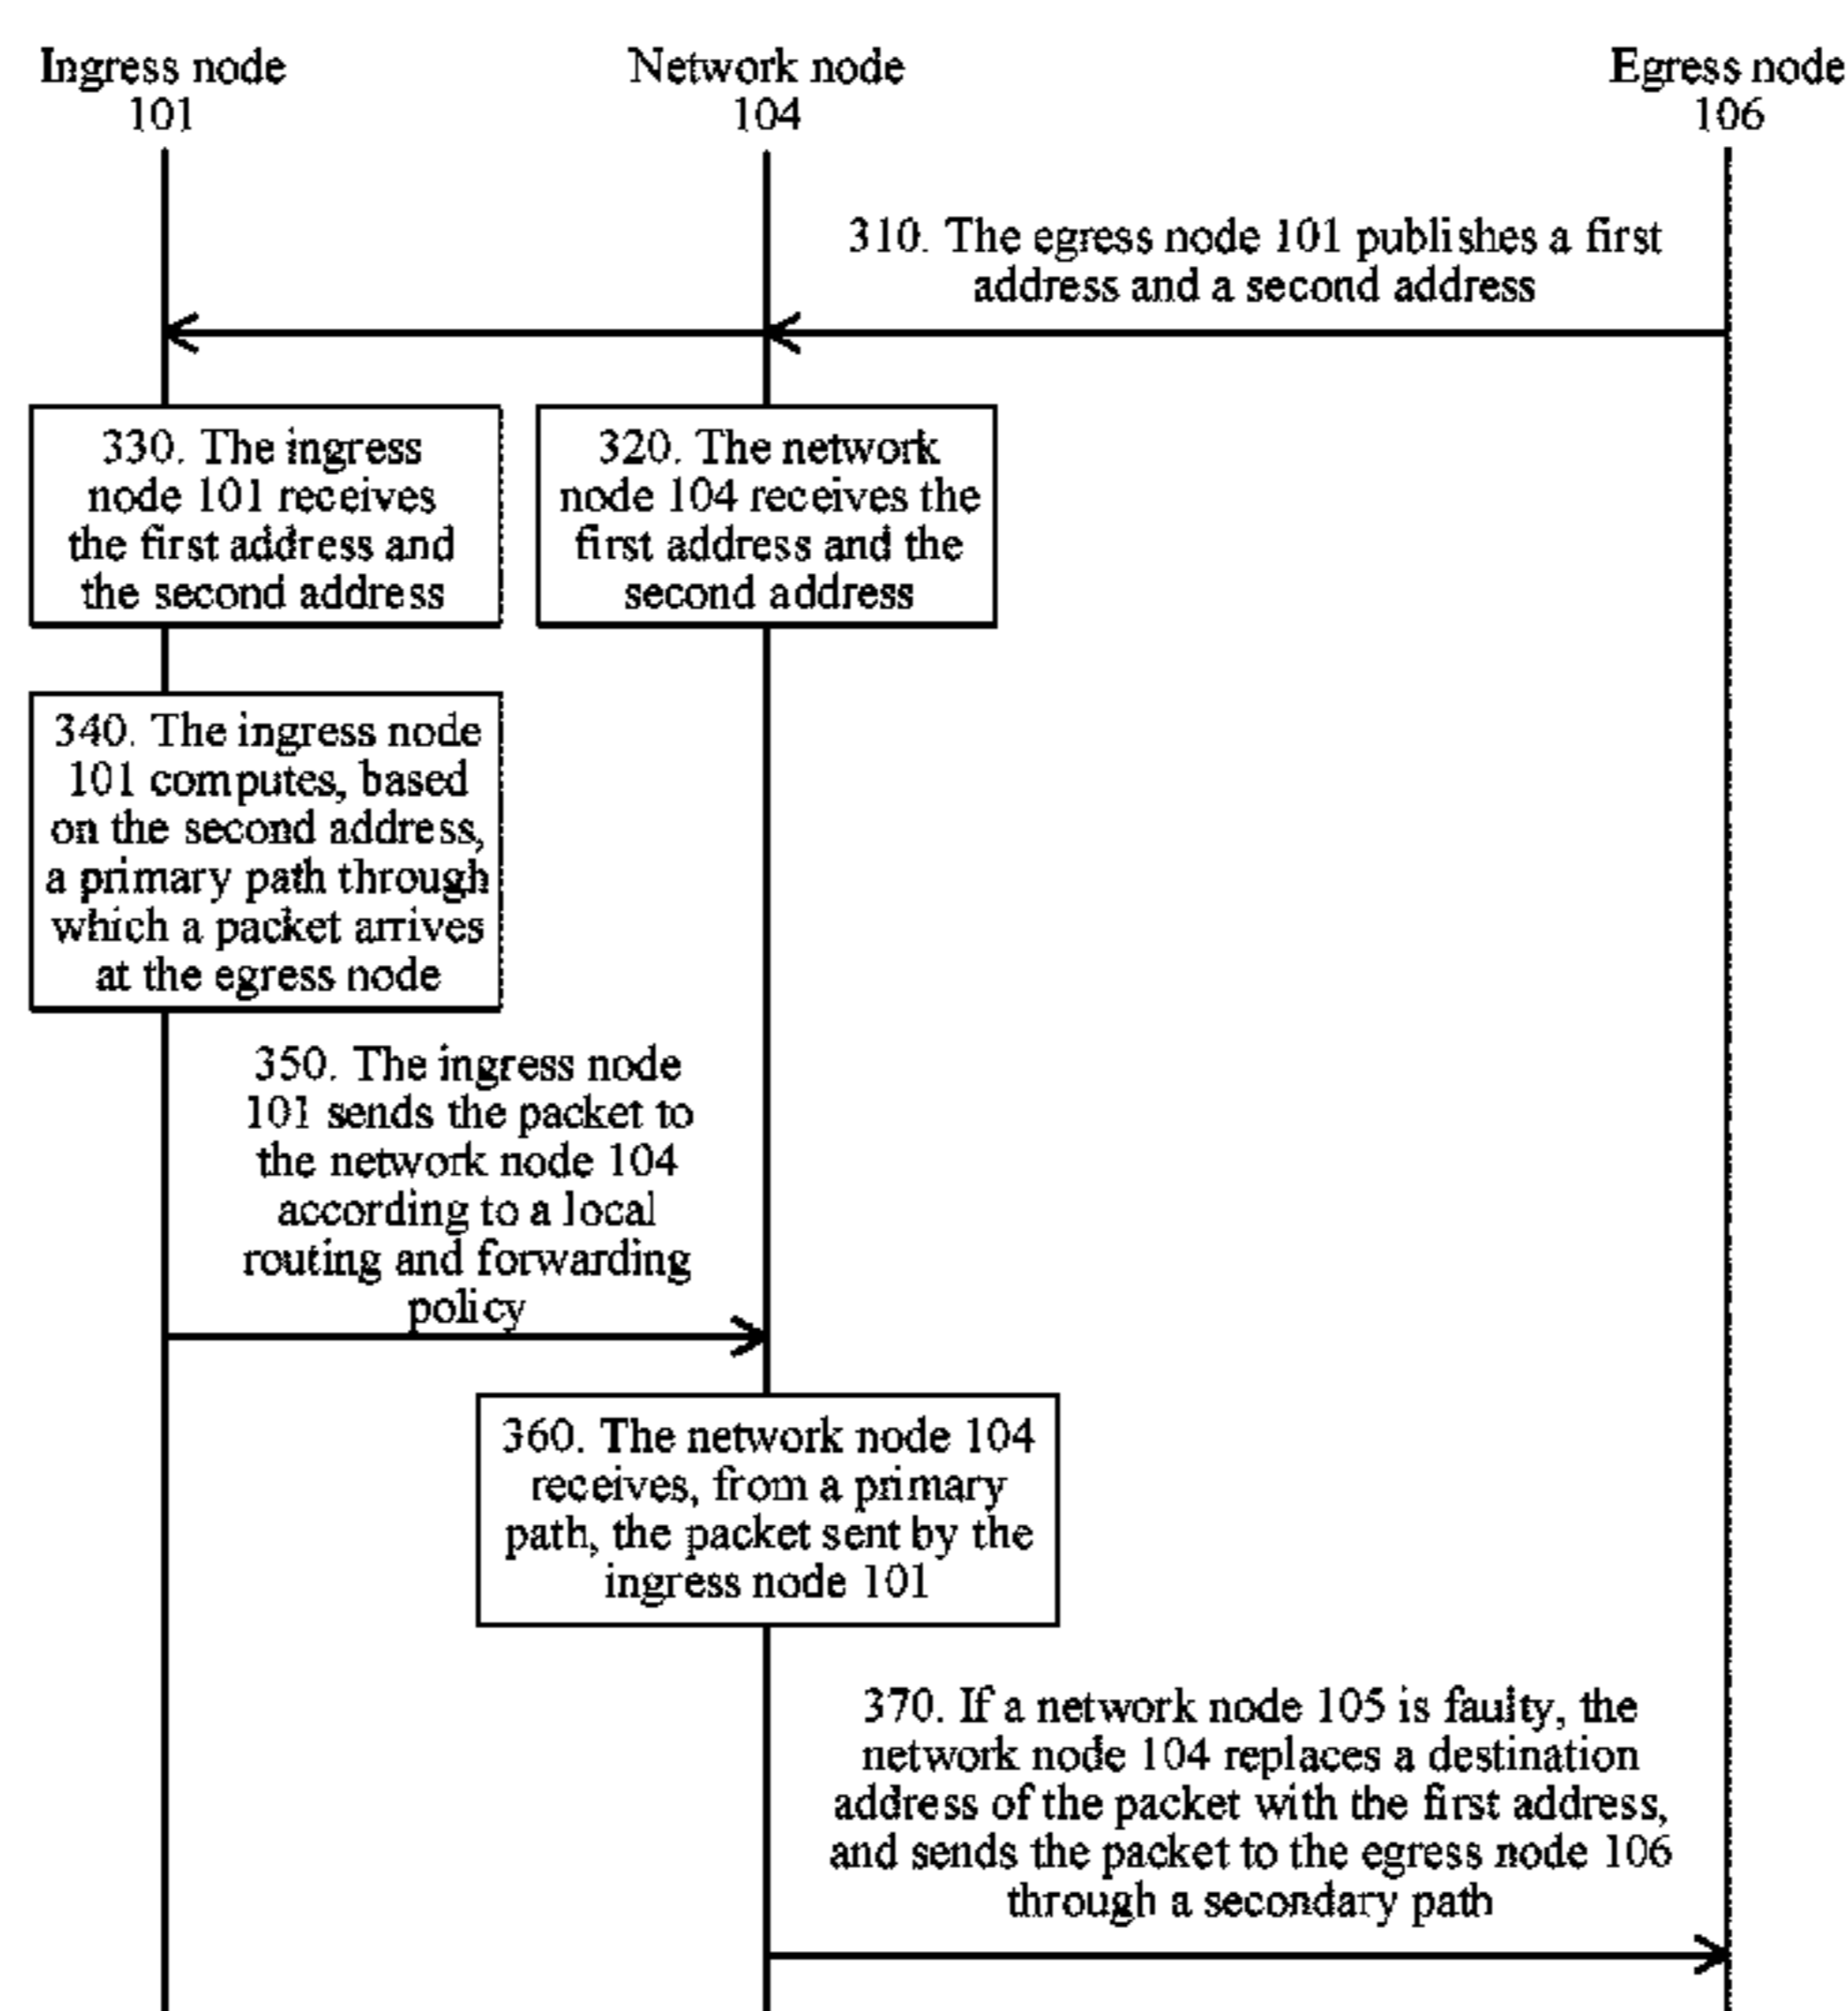 Ingress node
101
Network node
104
Egress node
106
310. The egress node 101 publishes a first
address and a second address
330. The ingress
node 101 receives
the first address and
the second address
320. The network
node 104 receives the
first address and the
second address
340. The ingress node
101 computes, based
on the second address,
a primary path through
which a packet arrives
at the egress node
350. The ingress node
101 sends the packet to
the network node 104
according to a local
routing and forwarding
policy
360. The network node 104
receives, from a primary
path, the packet sent by the
ingress node 101
370. If a network node 105 is faulty, the
network node 104 replaces a destination
address of the packet with the first address,
and sends the packet to the egress node 106
through a secondary path